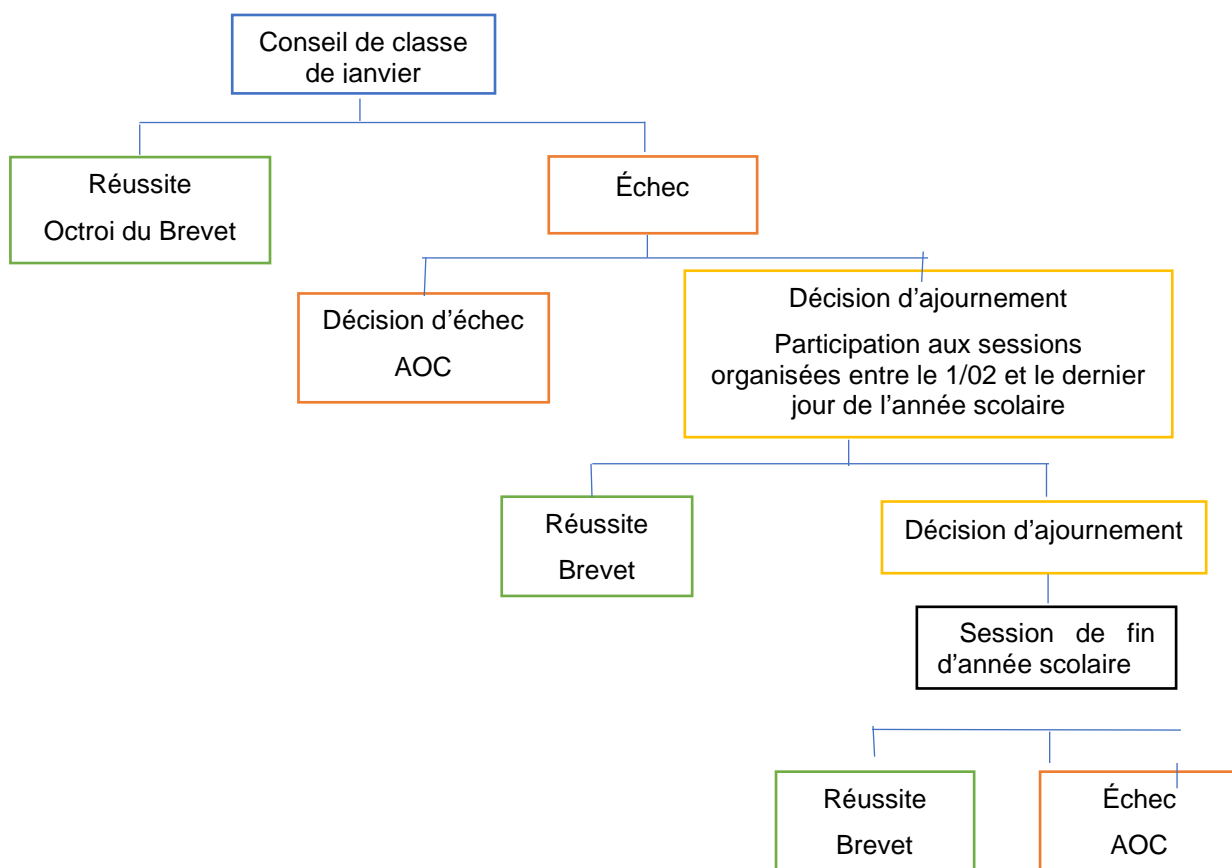 Conseil de classe
de janvier
Réussite
Octroi du Brevet
Échec
Décision d’échec
AOC
Décision d’ajournement
Participation aux sessions
organisées entre le 1/02 et le dernier
jour de l’année scolaire
Réussite
Brevet
Décision d’ajournement
Session de fin
d’année scolaire
Réussite
Brevet
Échec
AOC